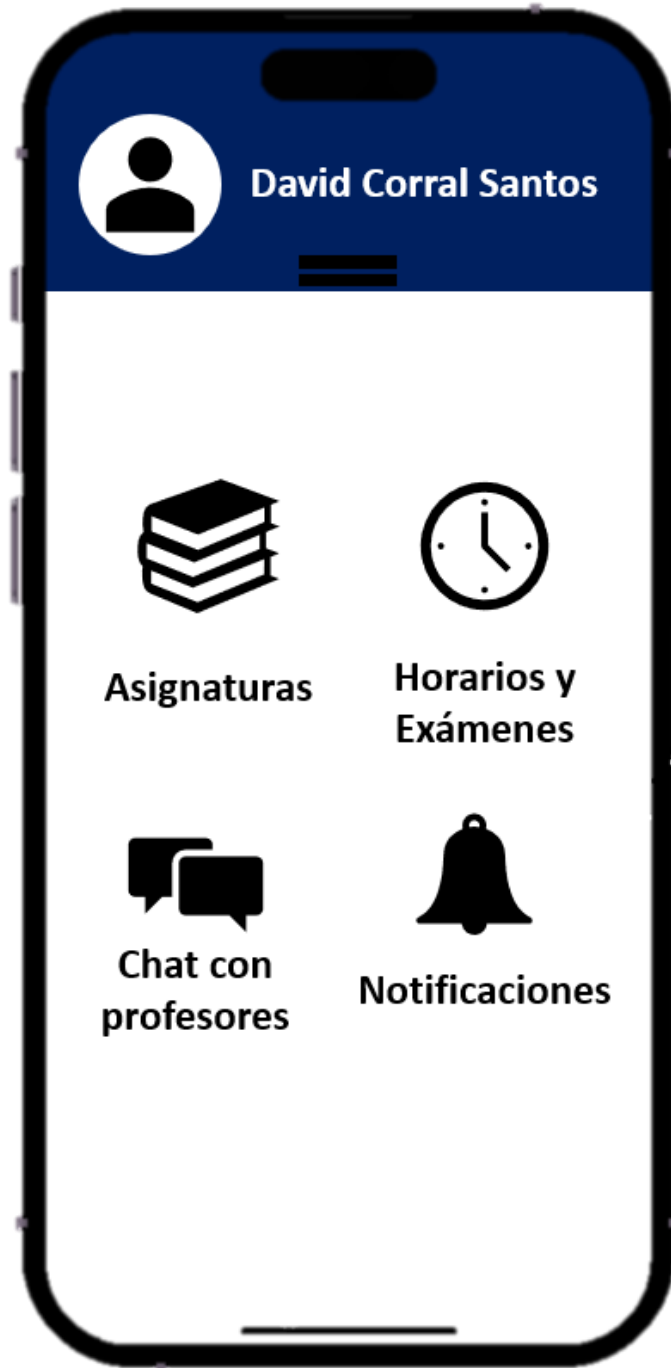 David Corral Santos
Asignaturas
Horarios y
Exámenes
Chat con
profesores
Notificaciones